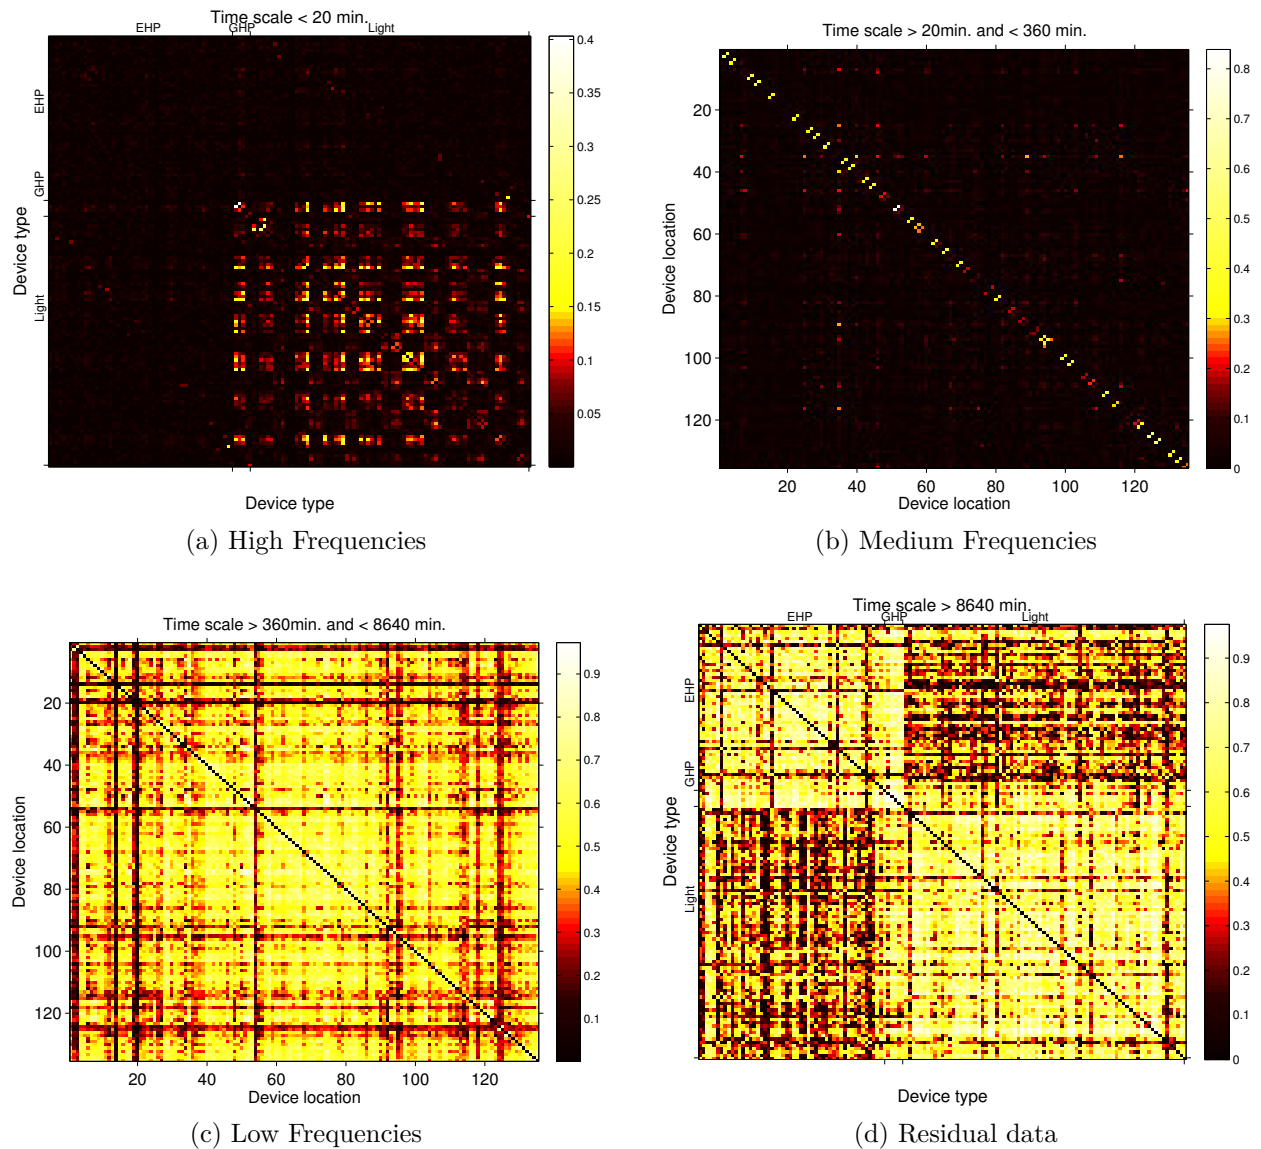 Time scale < 20 min.
EHP GHP Light
EHP
GHP
Light
Device type
Device type
0.4
0.35
0.3
0.25
0.2
0.15
0.1
0.05
(a) High Frequencies
Time scale > 20min. and < 360 min.
20
40
60
80
100
120
Device location
20 40 60 80 100 120
Device location
0.8
0.7
0.6
0.5
0.4
0.3
0.2
0.1
0
(b) Medium Frequencies
Time scale > 360min. and < 8640 min.
20
40
60
80
100
120
Device location
20 40 60 80 100 120
Device location
0.9
0.8
0.7
0.6
0.5
0.4
0.3
0.2
0.1
(c) Low Frequencies
Time scale > 8640 min.
EHP GHP Light
EHP
GHP
Light
Device type
Device type
0.9
0.8
0.7
0.6
0.5
0.4
0.3
0.2
0.1
0
(d) Residual data